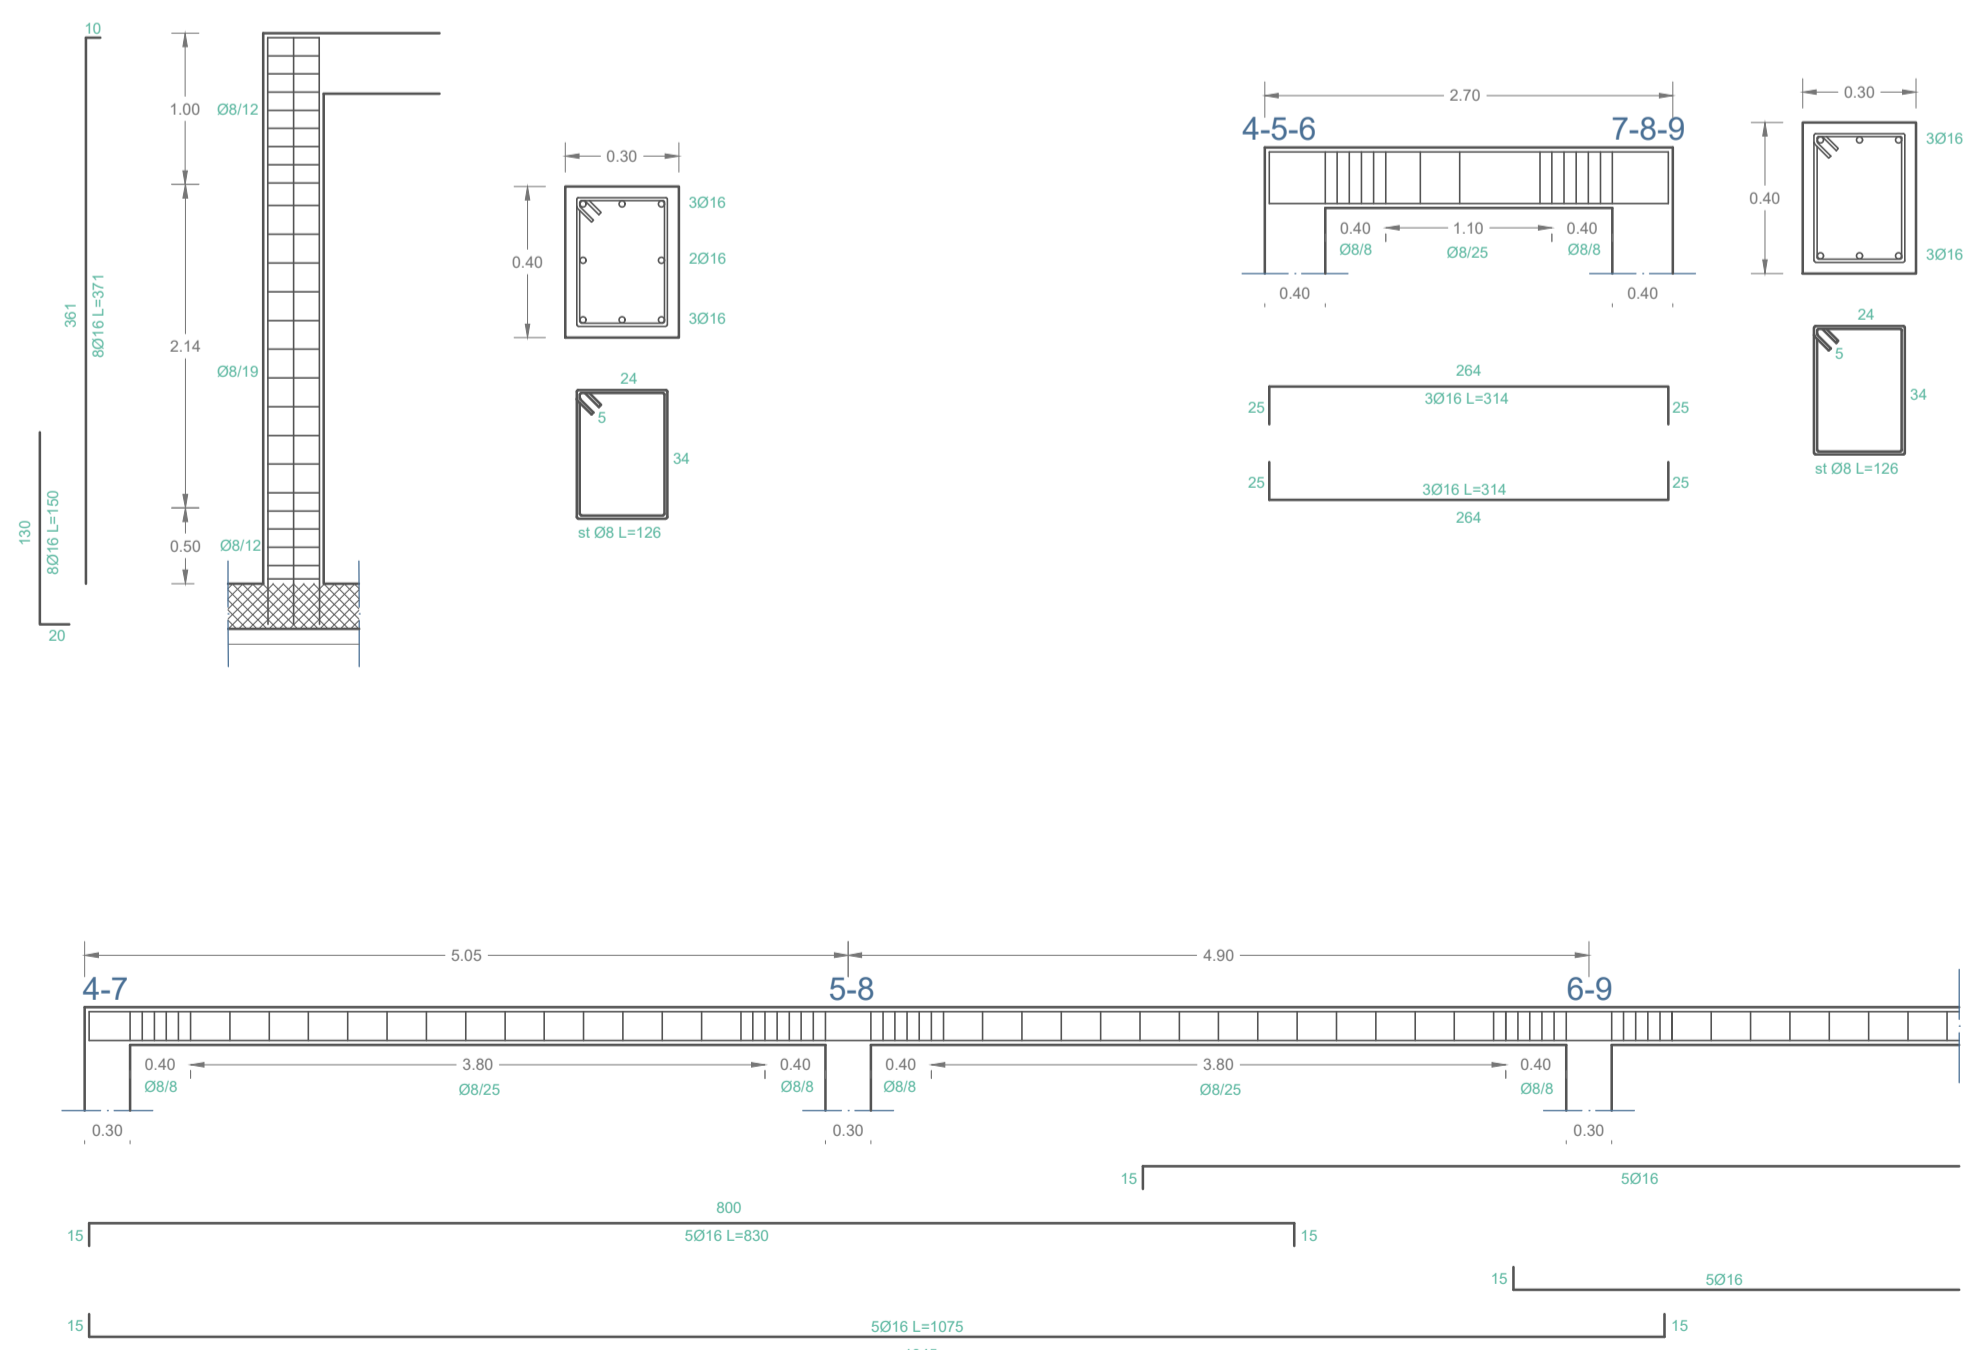 10
1.00
Ø8/12
361
8Ø16 L=371
2.14
Ø8/19
130
8Ø16 L=150
0.50
Ø8/12
20
0.30
0.40
3Ø16
2Ø16
3Ø16
24
5
34
st Ø8 L=126
2.70
4-5-6
7-8-9
0.40
1.10
0.40
Ø8/8
Ø8/25
Ø8/8
0.40
0.40
264
25
3Ø16 L=314
25
25
3Ø16 L=314
25
264
0.30
0.40
3Ø16
3Ø16
24
5
34
st Ø8 L=126
5.05
4.90
4-7
5-8
6-9
0.40
3.80
0.40
0.40
3.80
0.40
Ø8/8
Ø8/25
Ø8/8
Ø8/8
Ø8/25
Ø8/8
0.30
0.30
0.30
15
5Ø16
800
15
5Ø16 L=830
15
15
5Ø16
15
5Ø16 L=1075
15